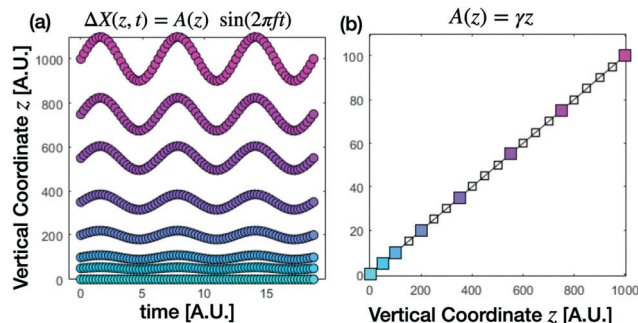 (a) ΔX(z, t) = A(z) sin(2πft)
1000
800
600
400
200
0
0 5 10 15
Vertical Coordinate z [A.U.]
time [A.U.]
(b) A(z) = γz
100
80
60
40
20
0
0 200 400 600 800 1000
Vertical Coordinate z [A.U.]